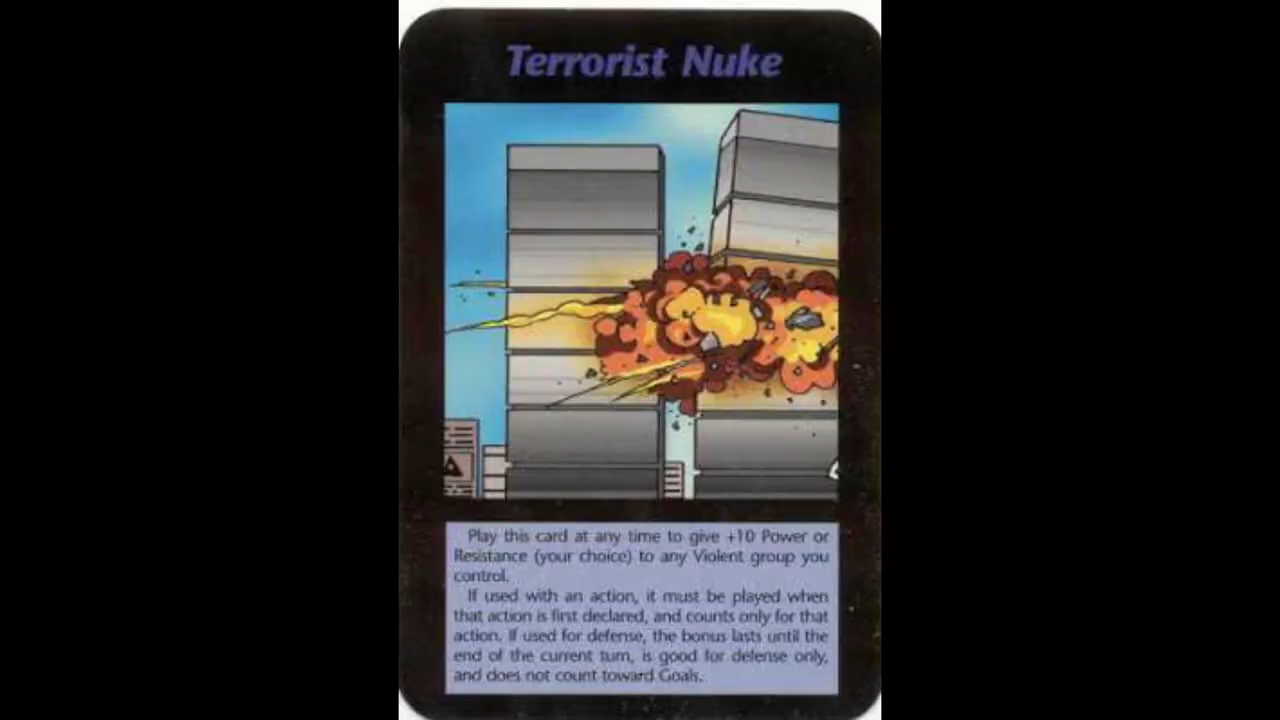 Terrorist Nuke
Play this card at any time to give +10 Power or
Resistance (your choice) to any Violent group you
control.
If used with an action, it must be played when
that action is first declared, and counts only for that
action. If used for defense, the bonus lasts until the
end of the current turn, is good for defense only,
and does not count toward Goals.